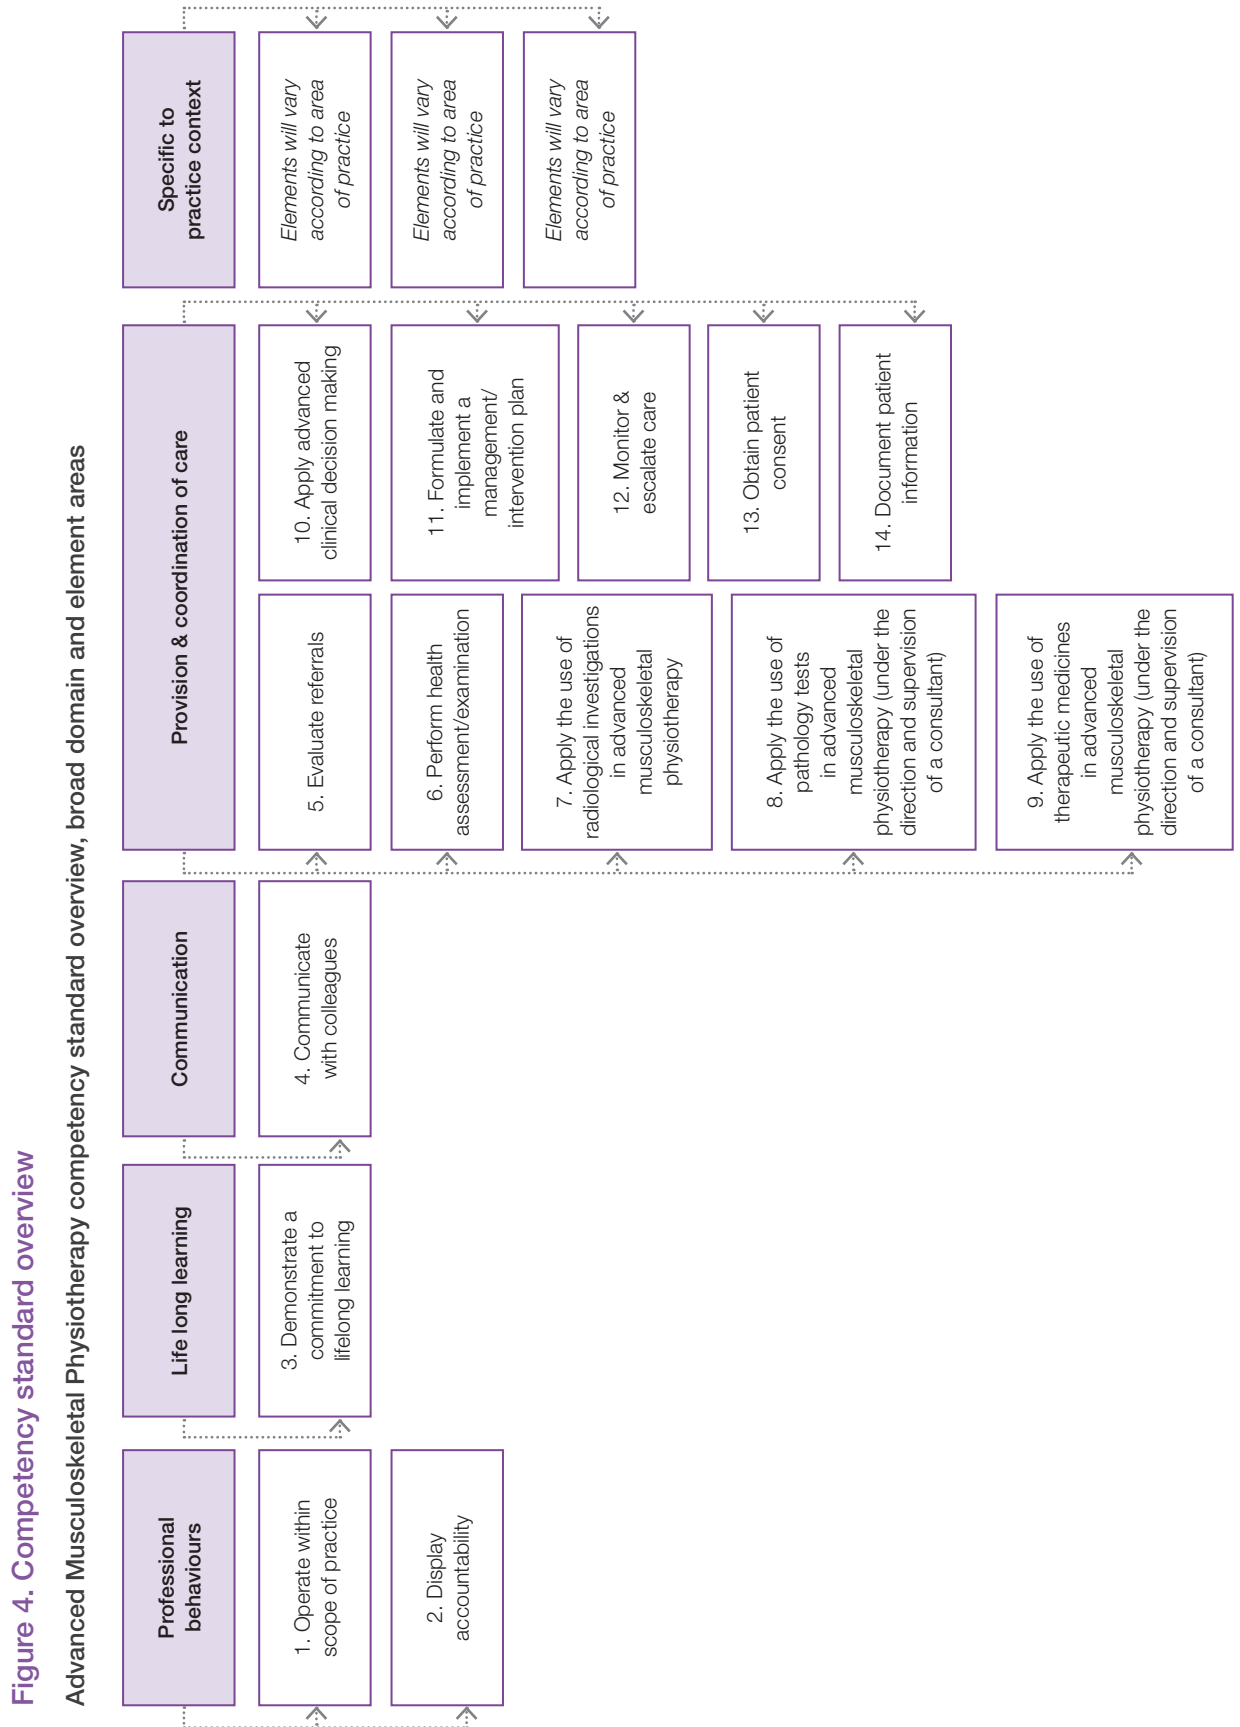 Figure 4. Competency standard overview
Advanced Musculoskeletal Physiotherapy competency standard overview, broad domain and element areas
Professional
behaviours
1. Operate within
scope of practice
2. Display
accountability
Life long learning
3. Demonstrate a
commitment to
lifelong learning
Communication
4. Communicate
with colleagues
Provision & coordination of care
5. Evaluate referrals
6. Perform health
assessment/examination
7. Apply the use of
radiological investigations
in advanced
musculoskeletal
physiotherapy
8. Apply the use of
pathology tests
in advanced
musculoskeletal
physiotherapy (under the
direction and supervision
of a consultant)
9. Apply the use of
therapeutic medicines
in advanced
musculoskeletal
physiotherapy (under the
direction and supervision
of a consultant)
10. Apply advanced
clinical decision making
11. Formulate and
implement a
management/
intervention plan
12. Monitor &
escalate care
13. Obtain patient
consent
14. Document patient
information
Specific to
practice context
Elements will vary
according to area
of practice
Elements will vary
according to area
of practice
Elements will vary
according to area
of practice